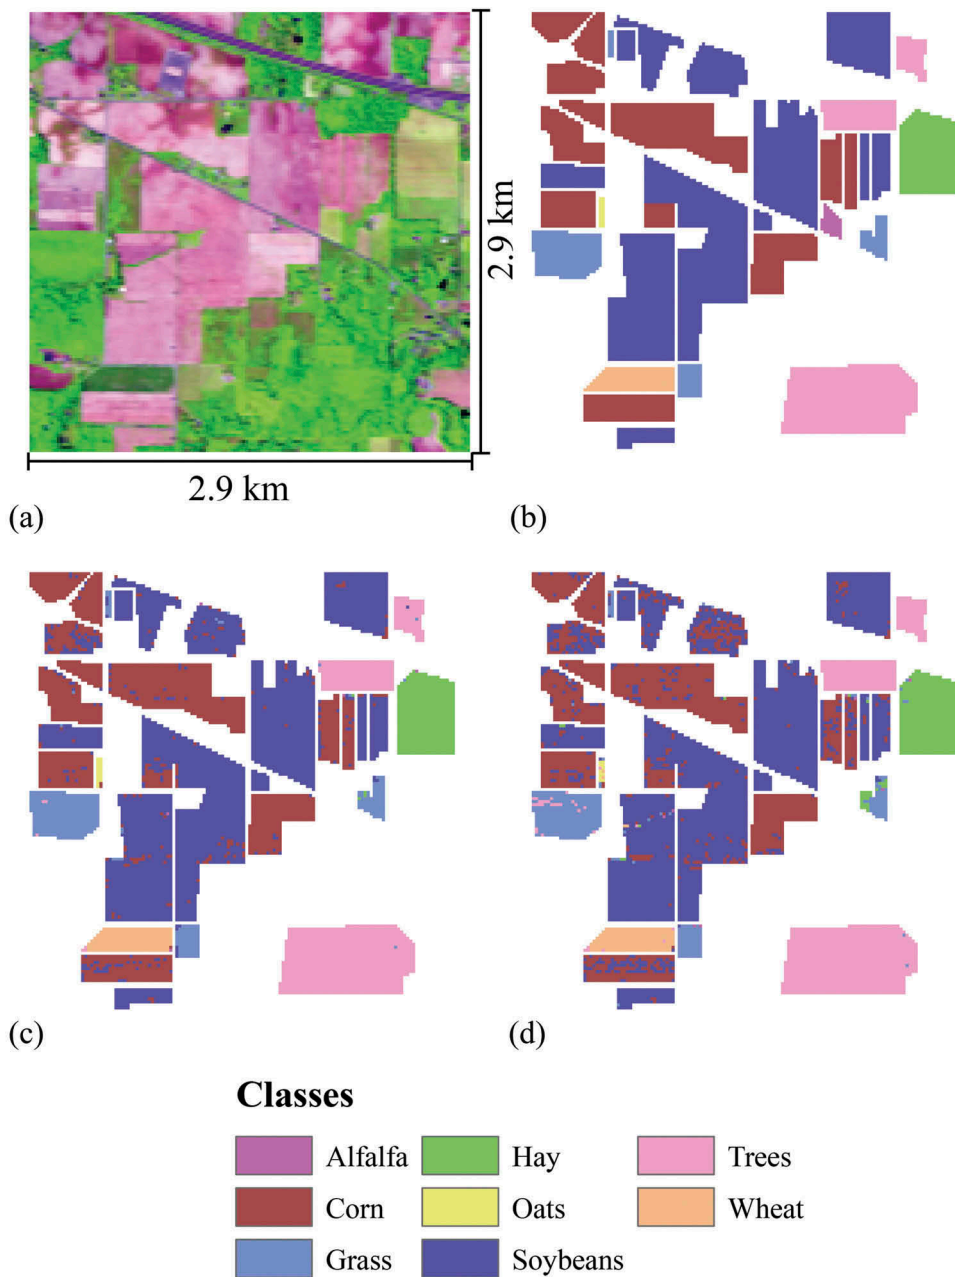 2.9 km
2.9 km
(a)
(b)
(c)
(d)
Classes
Alfalfa
Hay
Trees
Corn
Oats
Wheat
Grass
Soybeans